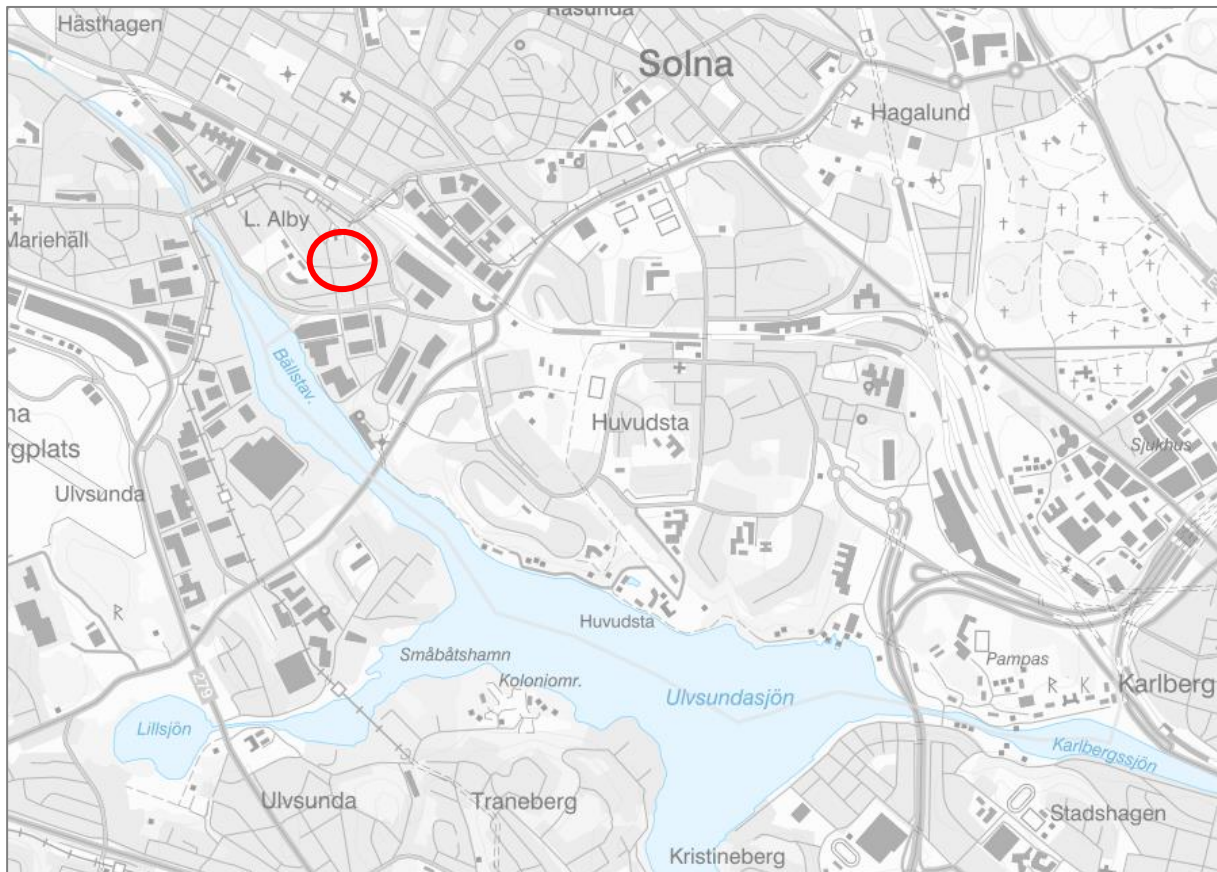 Råsunda
Hästhagen
Solna
Hagalund
L. Alby
Mariehäll
Bällstav.
Huvudsta
Sjukhus
Ulvsunda
Huvudsta
Småbåtshamn
Koloniomr.
Pampas
R
R K
279
Ulvsundasjön
Karlberg
Lillsjön
Karlbergssjön
Ulvsunda
Traneberg
Stadshagen
Kristineberg